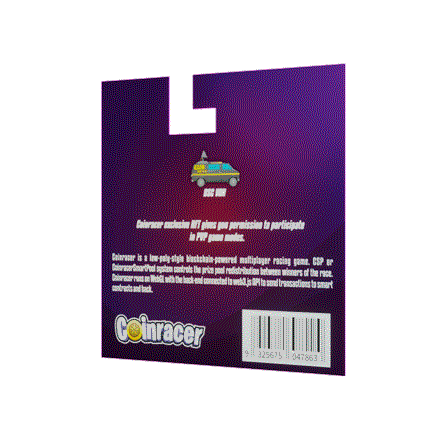 BSC VAN
Coinracer exclusive NFT gives you permission to participate
in PVP game modes.
Coinracer is a low-poly-style blockchain-powered multiplayer racing game. CSP or
CoinracerSmartPool system controls the prize pool redistribution between winners of the race.
Coinracer runs on WebGL with the back-end connected to web3.js API to send transactions to smart
contracts and back.
Coinracer
9 325675 047863